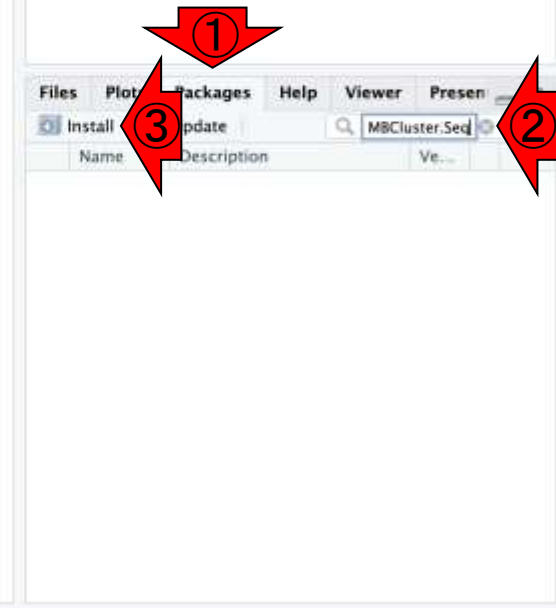 ①
Files Plot Packages Help Viewer Presen
Install ③ pdate MBCluster.Seq ②
Name Description Ve...